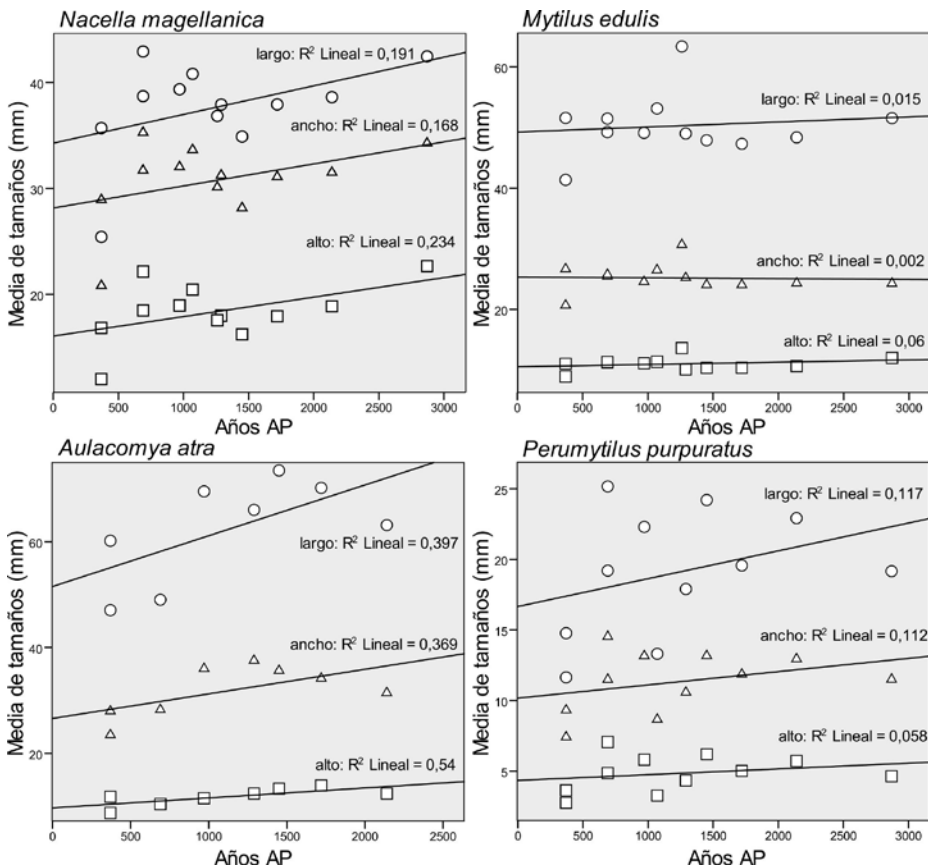 Nacella magellanica
Media de tamaños (mm)
40
30
20
largo: R² Lineal = 0,191
ancho: R² Lineal = 0,168
alto: R² Lineal = 0,234
0 500 1000 1500 2000 2500 3000
Años AP
Mytilus edulis
Media de tamaños (mm)
60
40
20
largo: R² Lineal = 0,015
ancho: R² Lineal = 0,002
alto: R² Lineal = 0,06
0 500 1000 1500 2000 2500 3000
Años AP
Aulacomya atra
Media de tamaños (mm)
60
40
20
largo: R² Lineal = 0,397
ancho: R² Lineal = 0,369
alto: R² Lineal = 0,54
0 500 1000 1500 2000 2500
Años AP
Perumytilus purpuratus
Media de tamaños (mm)
25
20
15
10
5
largo: R² Lineal = 0,117
ancho: R² Lineal = 0,112
alto: R² Lineal = 0,058
0 500 1000 1500 2000 2500 3000
Años AP